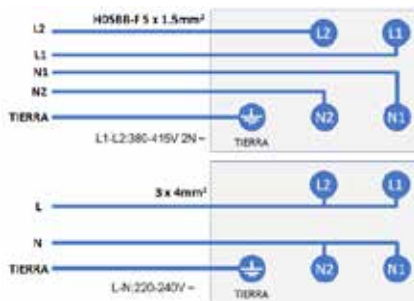 H05BB-F 5 x 1.5mm²
L2 L2 L1
L1
N1
N2
TIERRA N2 N1
L1-L2:380-415V 2N~ TIERRA
3 x 4mm² L2 L1
L
N
TIERRA N2 N1
L-N:220-240V ~ TIERRA